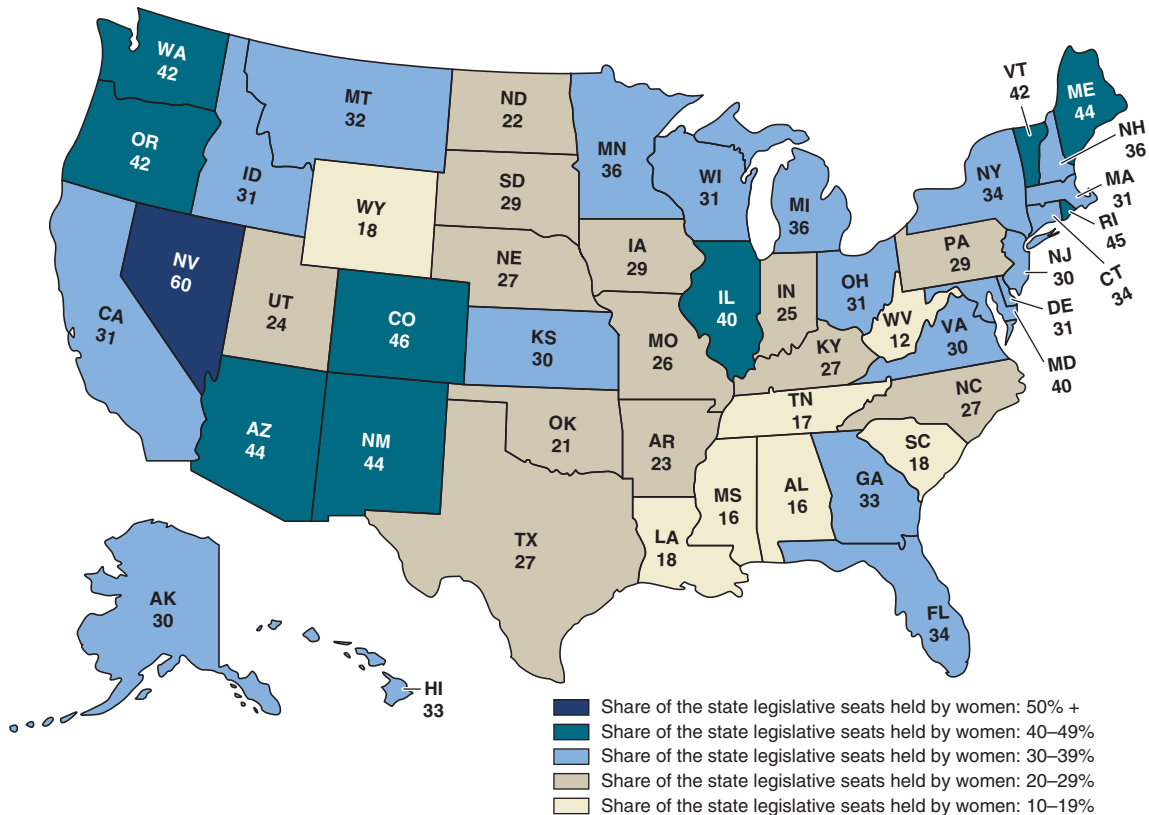 WA
42
OR
42
CA
31
NV
60
ID
31
MT
32
WY
18
UT
24
CO
46
AZ
44
NM
44
ND
22
SD
29
NE
27
KS
30
OK
21
TX
27
MN
36
IA
29
MO
26
AR
23
LA
18
WI
31
IL
40
MI
36
IN
25
OH
31
KY
27
TN
17
MS
16
AL
16
GA
33
FL
34
SC
18
NC
27
VA
30
WV
12
PA
29
NY
34
VT
42
ME
44
NH
36
MA
31
RI
45
CT
34
NJ
30
DE
31
MD
40
AK
30
HI
33
Share of the state legislative seats held by women: 50% +
Share of the state legislative seats held by women: 40–49%
Share of the state legislative seats held by women: 30–39%
Share of the state legislative seats held by women: 20–29%
Share of the state legislative seats held by women: 10–19%